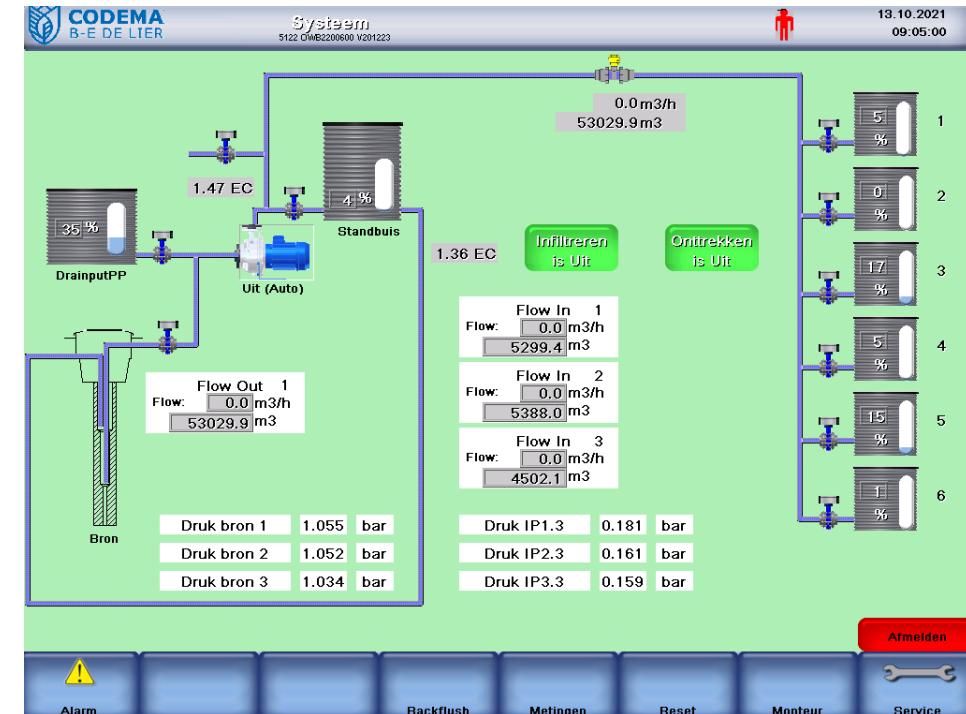 CODEMA
B-E DE LIER
Systeem
5122 OWB2200600 V201223
13.10.2021
09:05:00
0.0 m3/h
53029.9 m3
1.47 EC
35 %
DrainputPP
4 %
Standbuis
Uit (Auto)
1.36 EC
Infiltreren
is Uit
Onttrekken
is Uit
5
%
1
0
%
2
17
%
3
5
%
4
15
%
5
1
%
6
Flow In 1
Flow: 0.0 m3/h
5299.4 m3
Flow In 2
0.0 m3/h
5388.0 m3
Flow In 3
Flow: 0.0 m3/h
4502.1 m3
Flow Out 1
Flow: 0.0 m3/h
53029.9 m3
Bron
Druk bron 1 1.055 bar
Druk bron 2 1.052 bar
Druk bron 3 1.034 bar
Druk IP1.3 0.181 bar
Druk IP2.3 0.161 bar
Druk IP3.3 0.159 bar
Afmelden
Alarm
Backflush
Metingen
Reset
Monteur
Service